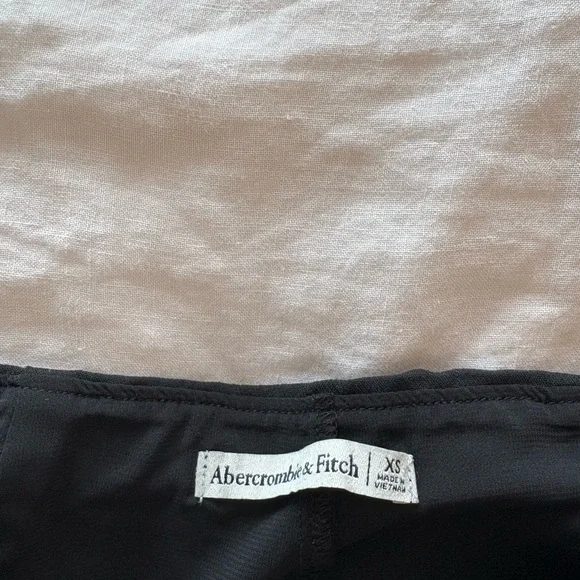 Abercrombie & Fitch
XS
MADE IN
VIETNAM